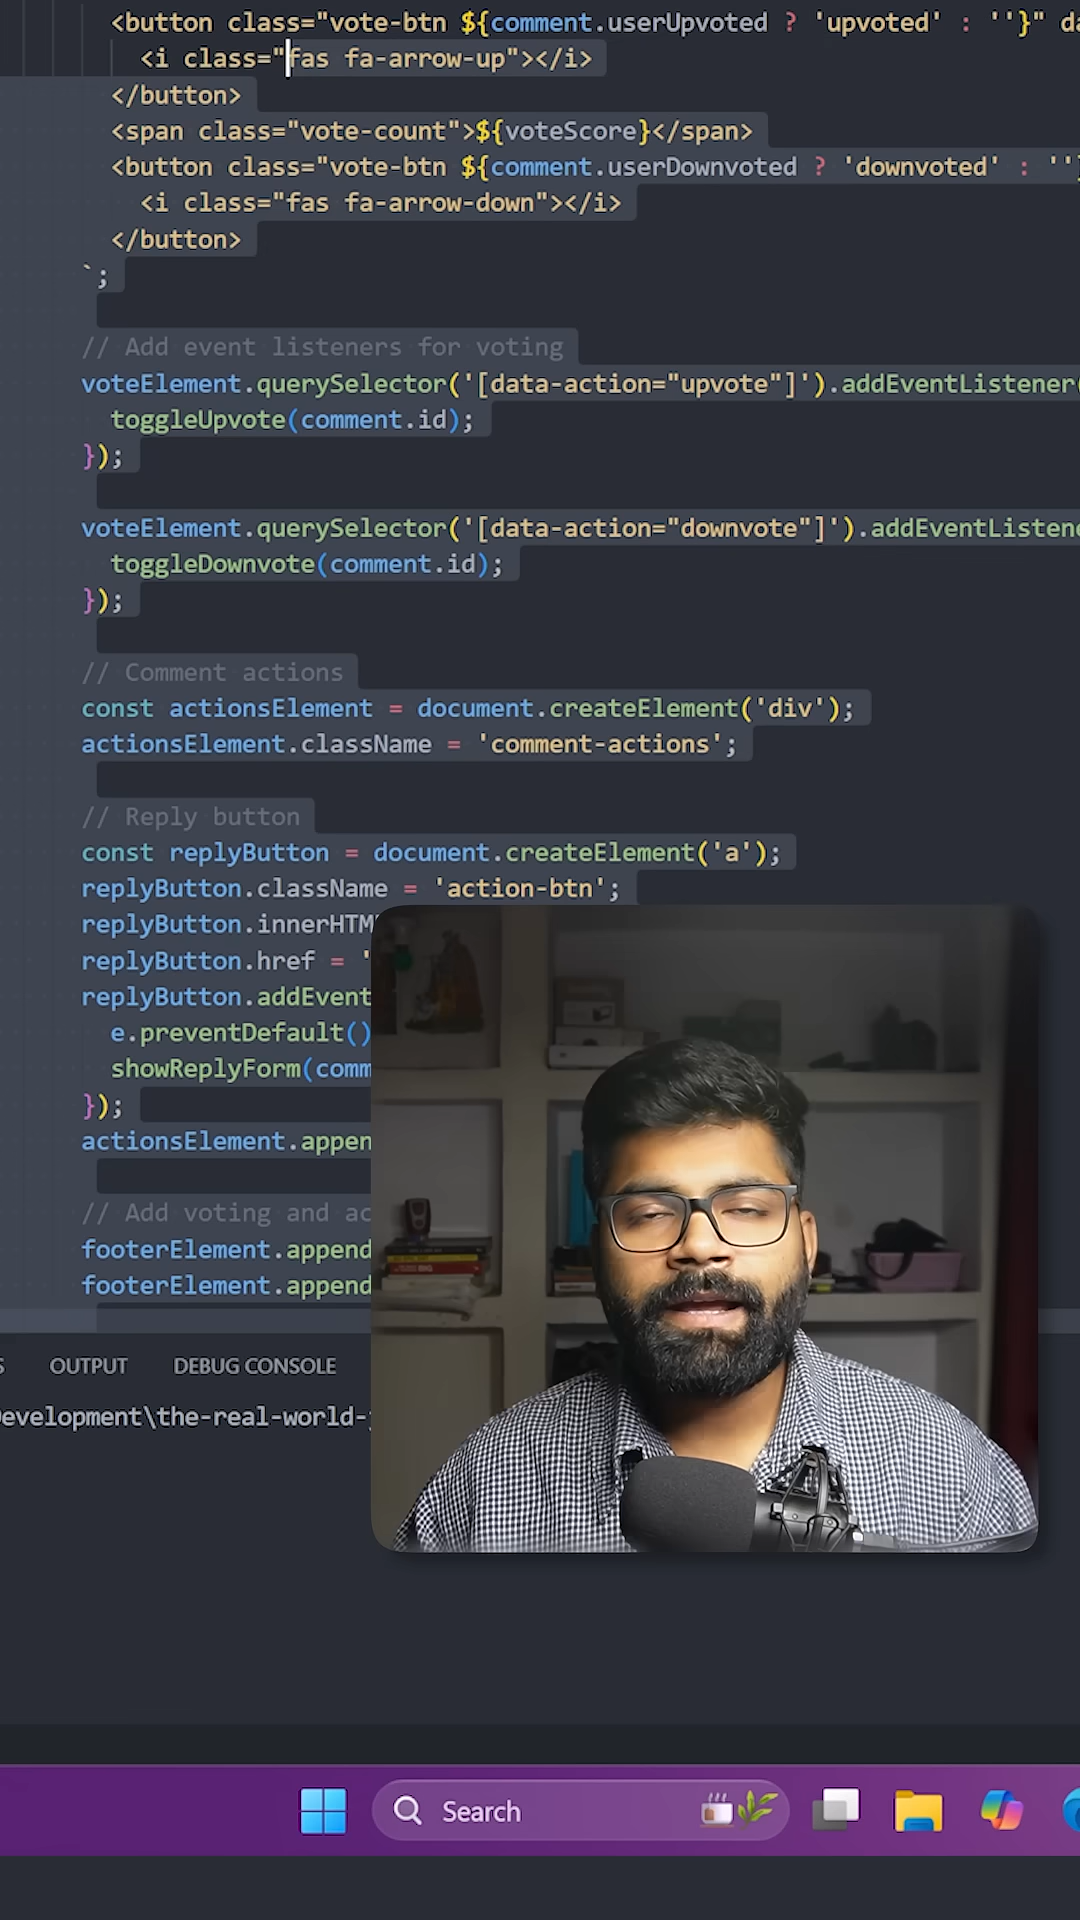 <button class="vote-btn ${comment.userUpvoted ? 'upvoted' : ''}" da
<i class="fas fa-arrow-up"></i>
</button>
<span class="vote-count">${voteScore}</span>
<button class="vote-btn ${comment.userDownvoted ? 'downvoted' : ''}
<i class="fas fa-arrow-down"></i>
</button>
`;
// Add event listeners for voting
voteElement.querySelector('[data-action="upvote"]').addEventListener(
toggleUpvote(comment.id);
});
voteElement.querySelector('[data-action="downvote"]').addEventListene
toggleDownvote(comment.id);
});
// Comment actions
const actionsElement = document.createElement('div');
actionsElement.className = 'comment-actions';
// Reply button
const replyButton = document.createElement('a');
replyButton.className = 'action-btn';
replyButton.innerHTM
replyButton.href = '
replyButton.addEvent
e.preventDefault()
showReplyForm(comm
});
actionsElement.appen
// Add voting and ac
footerElement.append
footerElement.append
S OUTPUT DEBUG CONSOLE
evelopment\the-real-world-
Search